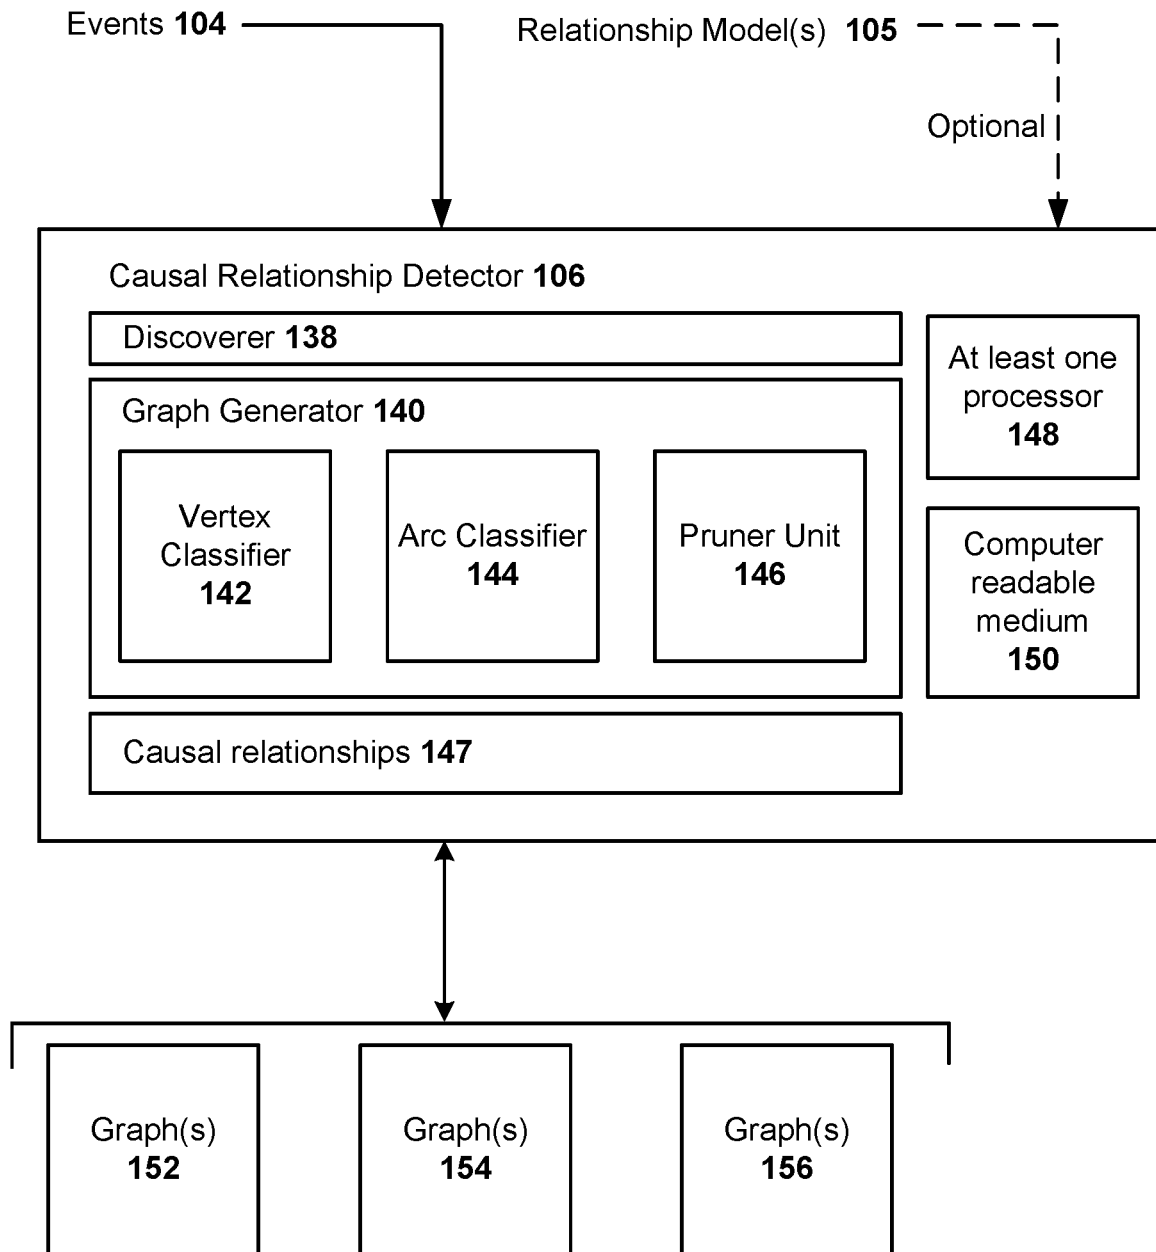 Events 104
Relationship Model(s) 105
Optional
Causal Relationship Detector 106
Discoverer 138
Graph Generator 140
Vertex
Classifier
142
Arc Classifier
144
Pruner Unit
146
At least one
processor
148
Computer
readable
medium
150
Causal relationships 147
Graph(s)
152
Graph(s)
154
Graph(s)
156